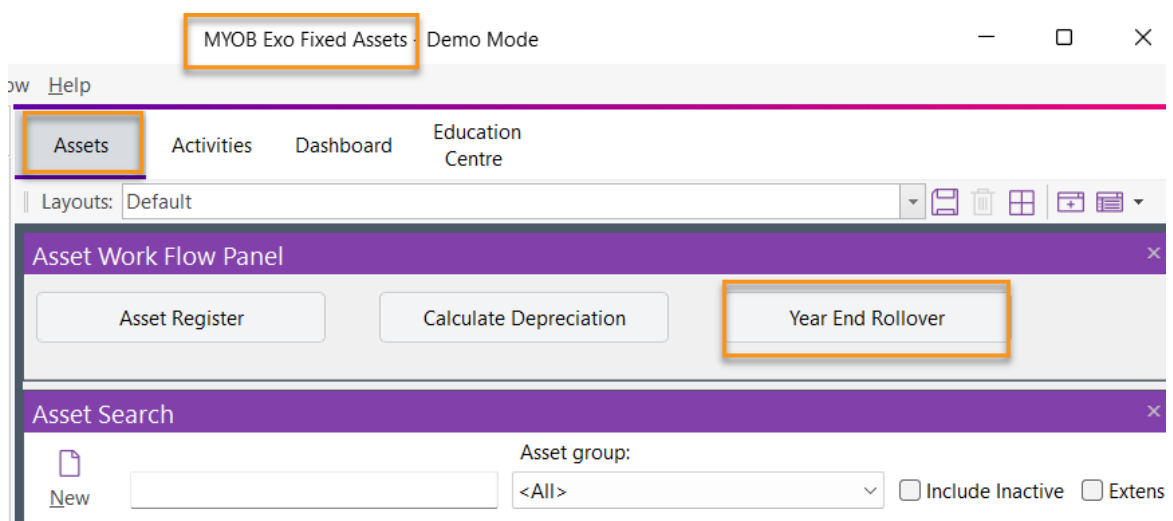 MYOB Exo Fixed Assets - Demo Mode
Help
Assets Activities Dashboard Education
Centre
Layouts: Default
Asset Work Flow Panel
Asset Register Calculate Depreciation Year End Rollover
Asset Search
Asset group:
New <All> Include Inactive Extens